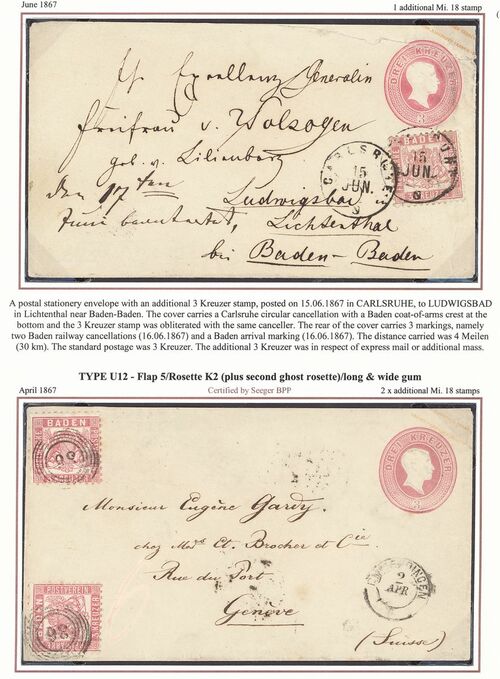 June 1867
1 additional Mi. 18 stamp
DREI KREUZER
3
Ihr Excellenz Generalin
Freifrau v. Wolzogen
geb. v. Lilienberg
den 17ten
Ludwigsbad
Juni beantwortet, Lichtenthal
bei Baden-Baden
CARLSRUHE
15
JUN.
BADEN
15
JUN.
A postal stationery envelope with an additional 3 Kreuzer stamp, posted on 15.06.1867 in CARLSRUHE, to LUDWIGSBAD
in Lichtenthal near Baden-Baden. The cover carries a Carlsruhe circular cancellation with a Baden coat-of-arms crest at the
bottom and the 3 Kreuzer stamp was obliterated with the same canceller. The rear of the cover carries 3 markings, namely
two Baden railway cancellations (16.06.1867) and a Baden arrival marking (16.06.1867). The distance carried was 4 Meilen
(30 km). The standard postage was 3 Kreuzer. The additional 3 Kreuzer was in respect of express mail or additional mass.
TYPE U12 - Flap 5/Rosette K2 (plus second ghost rosette)/long & wide gum
April 1867
Certified by Seeger BPP
2 x additional Mi. 18 stamps
BADEN
DREI KREUZER
3
Monsieur Eugène Gardy.
chez Mrs Et. Brocher et Cie
Rue du Port
Genève
(Suisse)
2
APR
POSTVEREIN